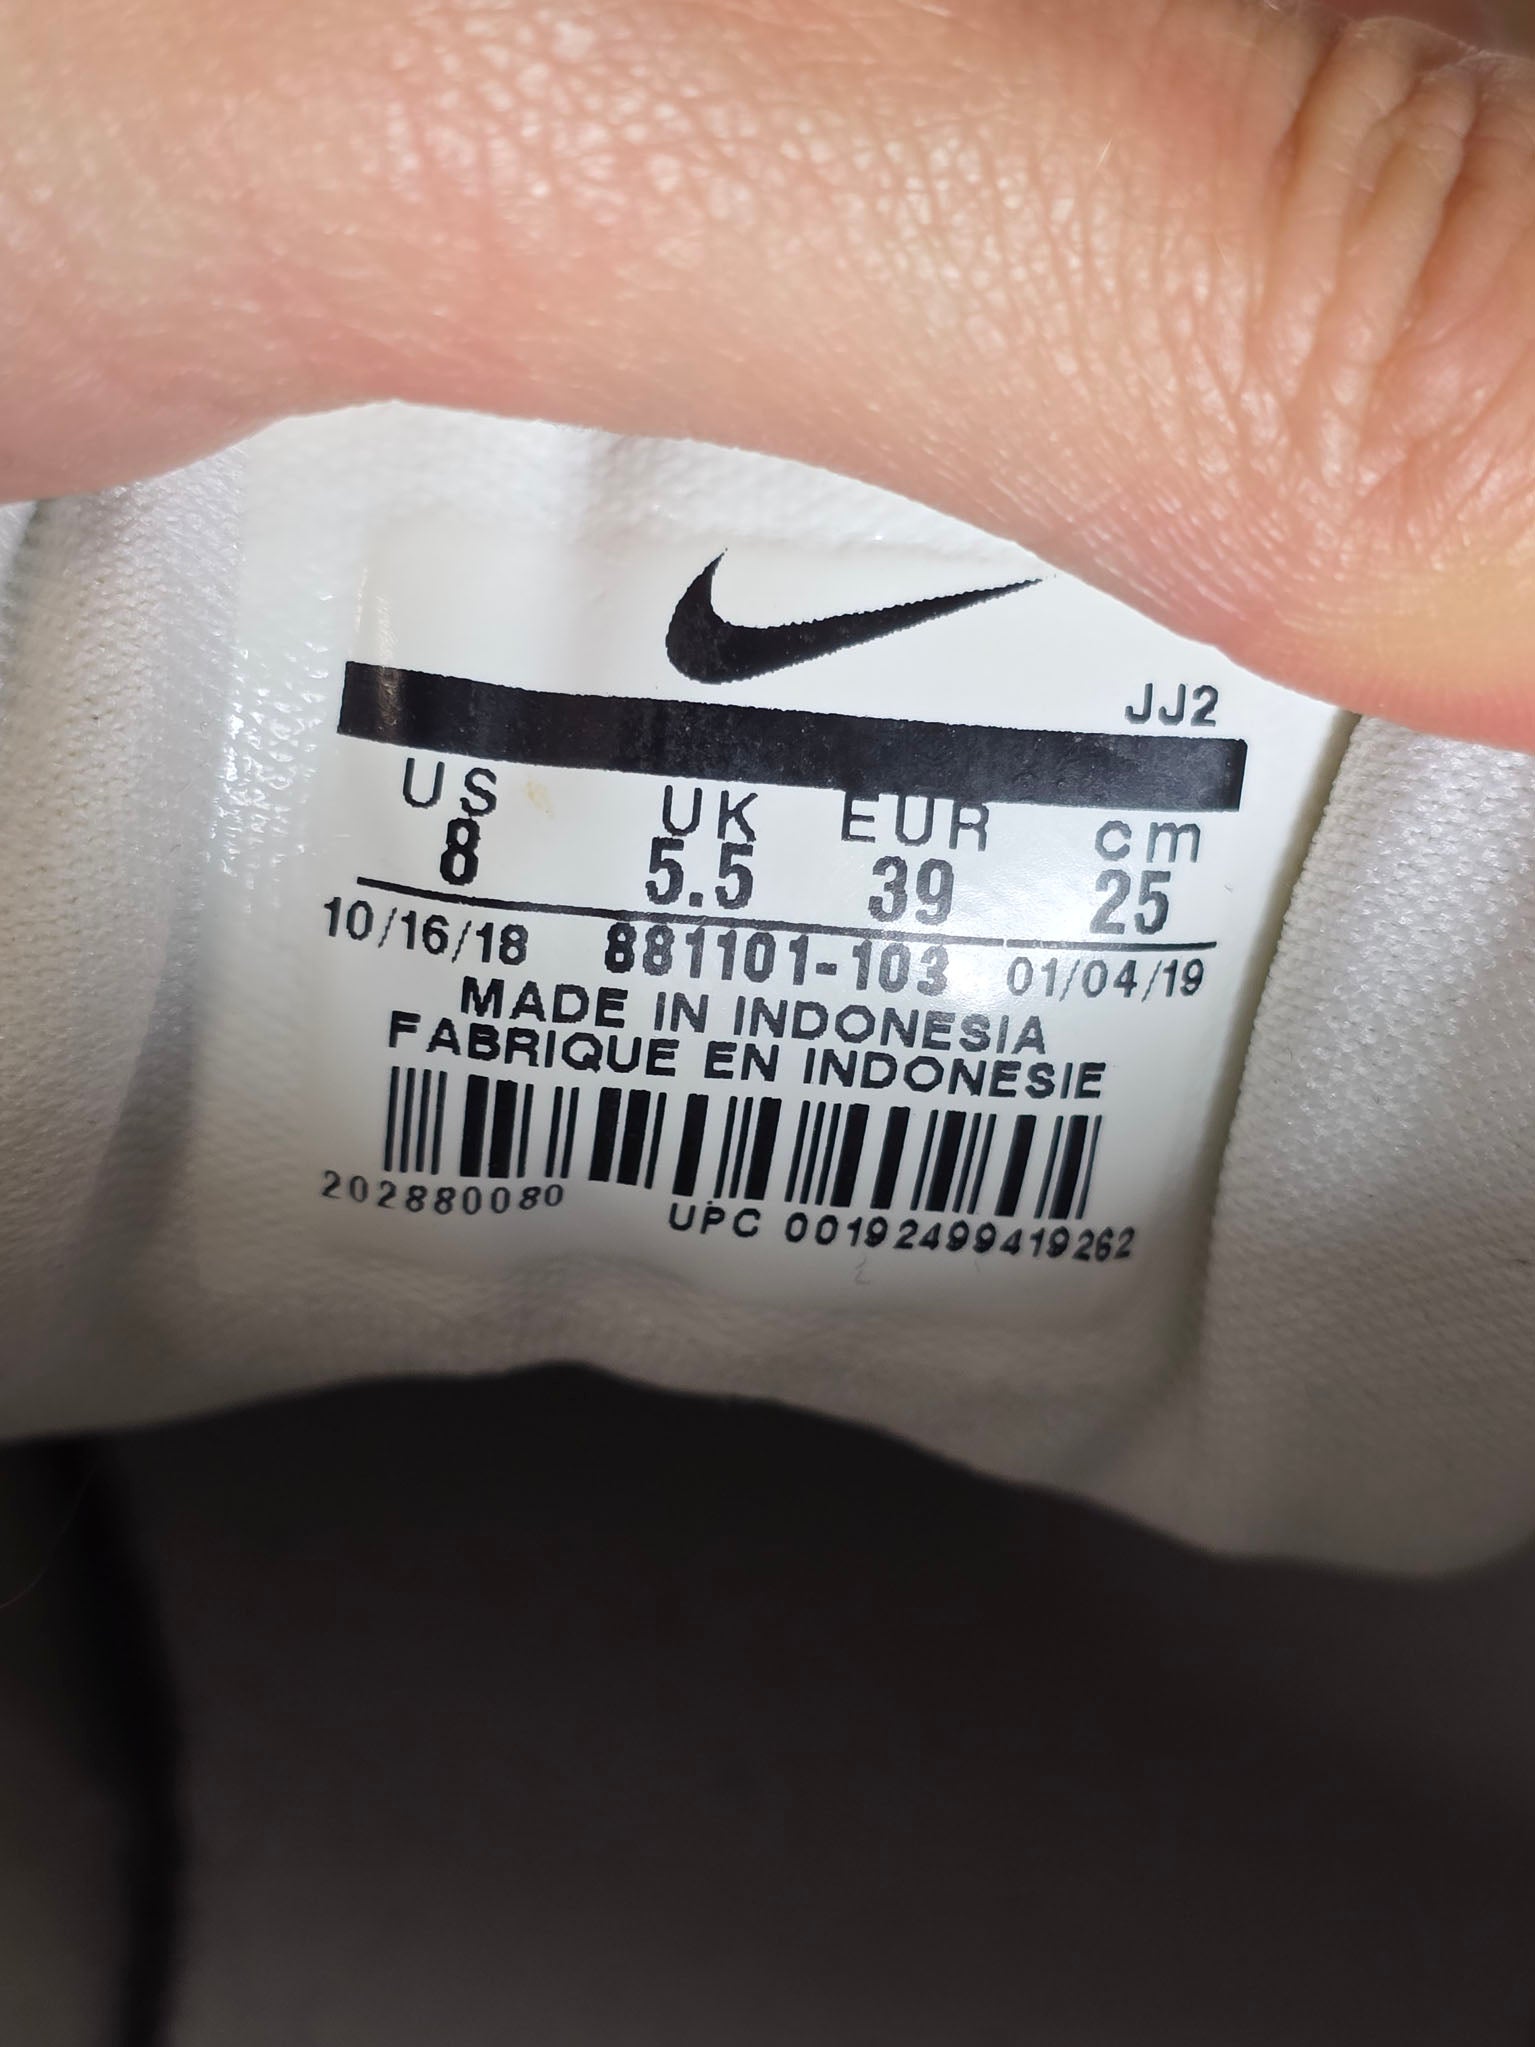 JJ2
US UK EUR cm
8 5.5 39 25
10/16/18 881101-103 01/04/19
MADE IN INDONESIA
FABRIQUE EN INDONESIE
202880080 UPC 00192499419262